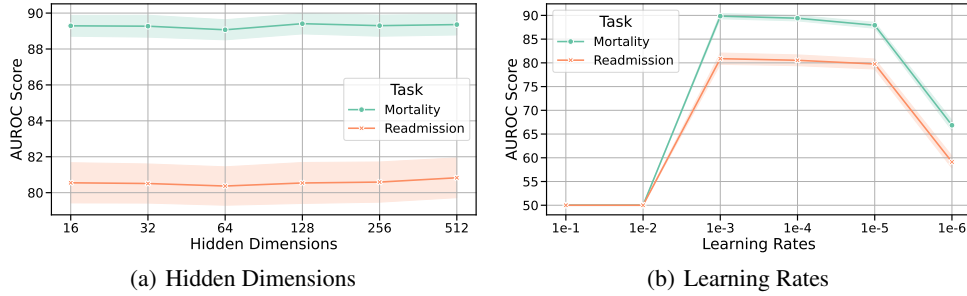 90
88
86
84
82
80
AUROC Score
Task
Mortality
Readmission
16
32
64
128
256
512
Hidden Dimensions
(a) Hidden Dimensions
90
85
80
75
70
65
60
55
50
AUROC Score
Task
Mortality
Readmission
1e-1
1e-2
1e-3
1e-4
1e-5
1e-6
Learning Rates
(b) Learning Rates